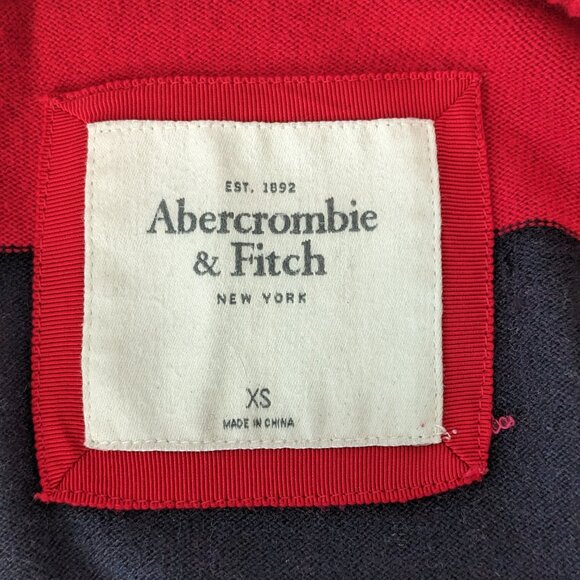 EST. 1892
Abercrombie
& Fitch
NEW YORK
XS
MADE IN CHINA